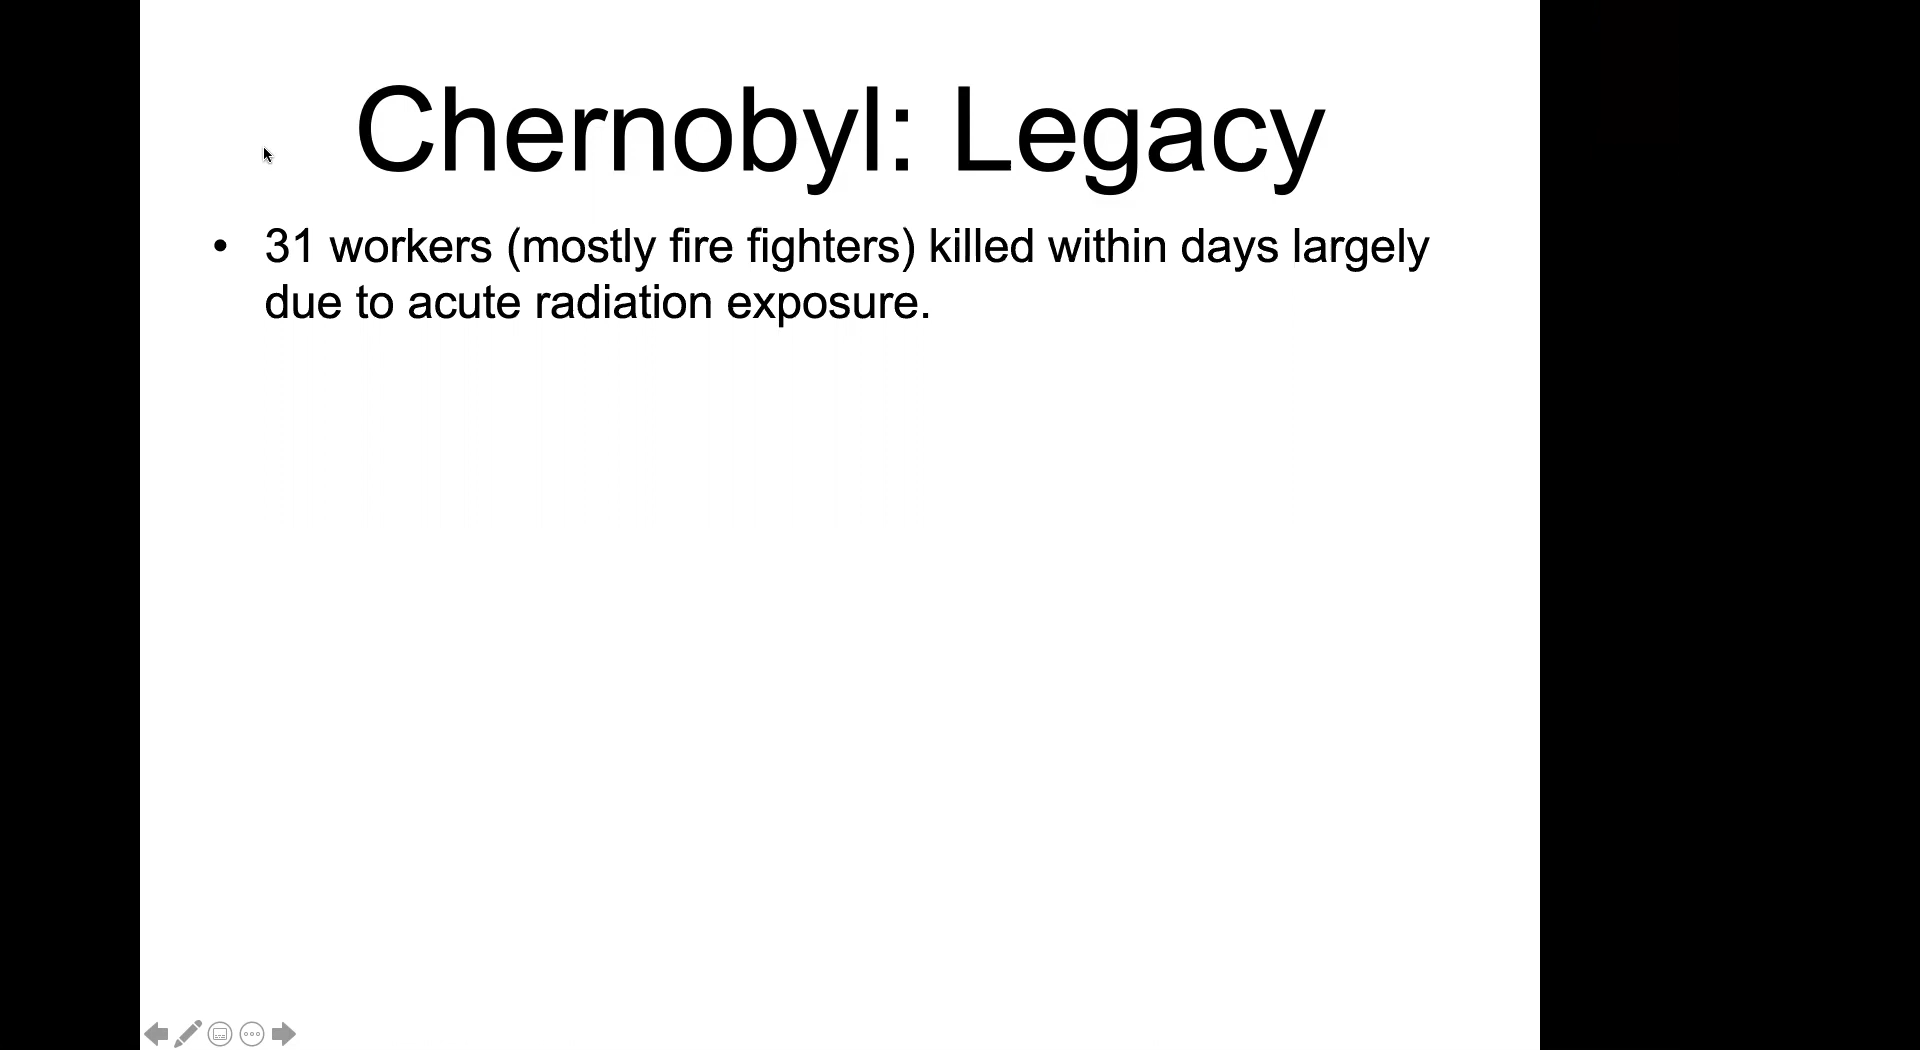 Chernobyl: Legacy
• 31 workers (mostly fire fighters) killed within days largely
due to acute radiation exposure.